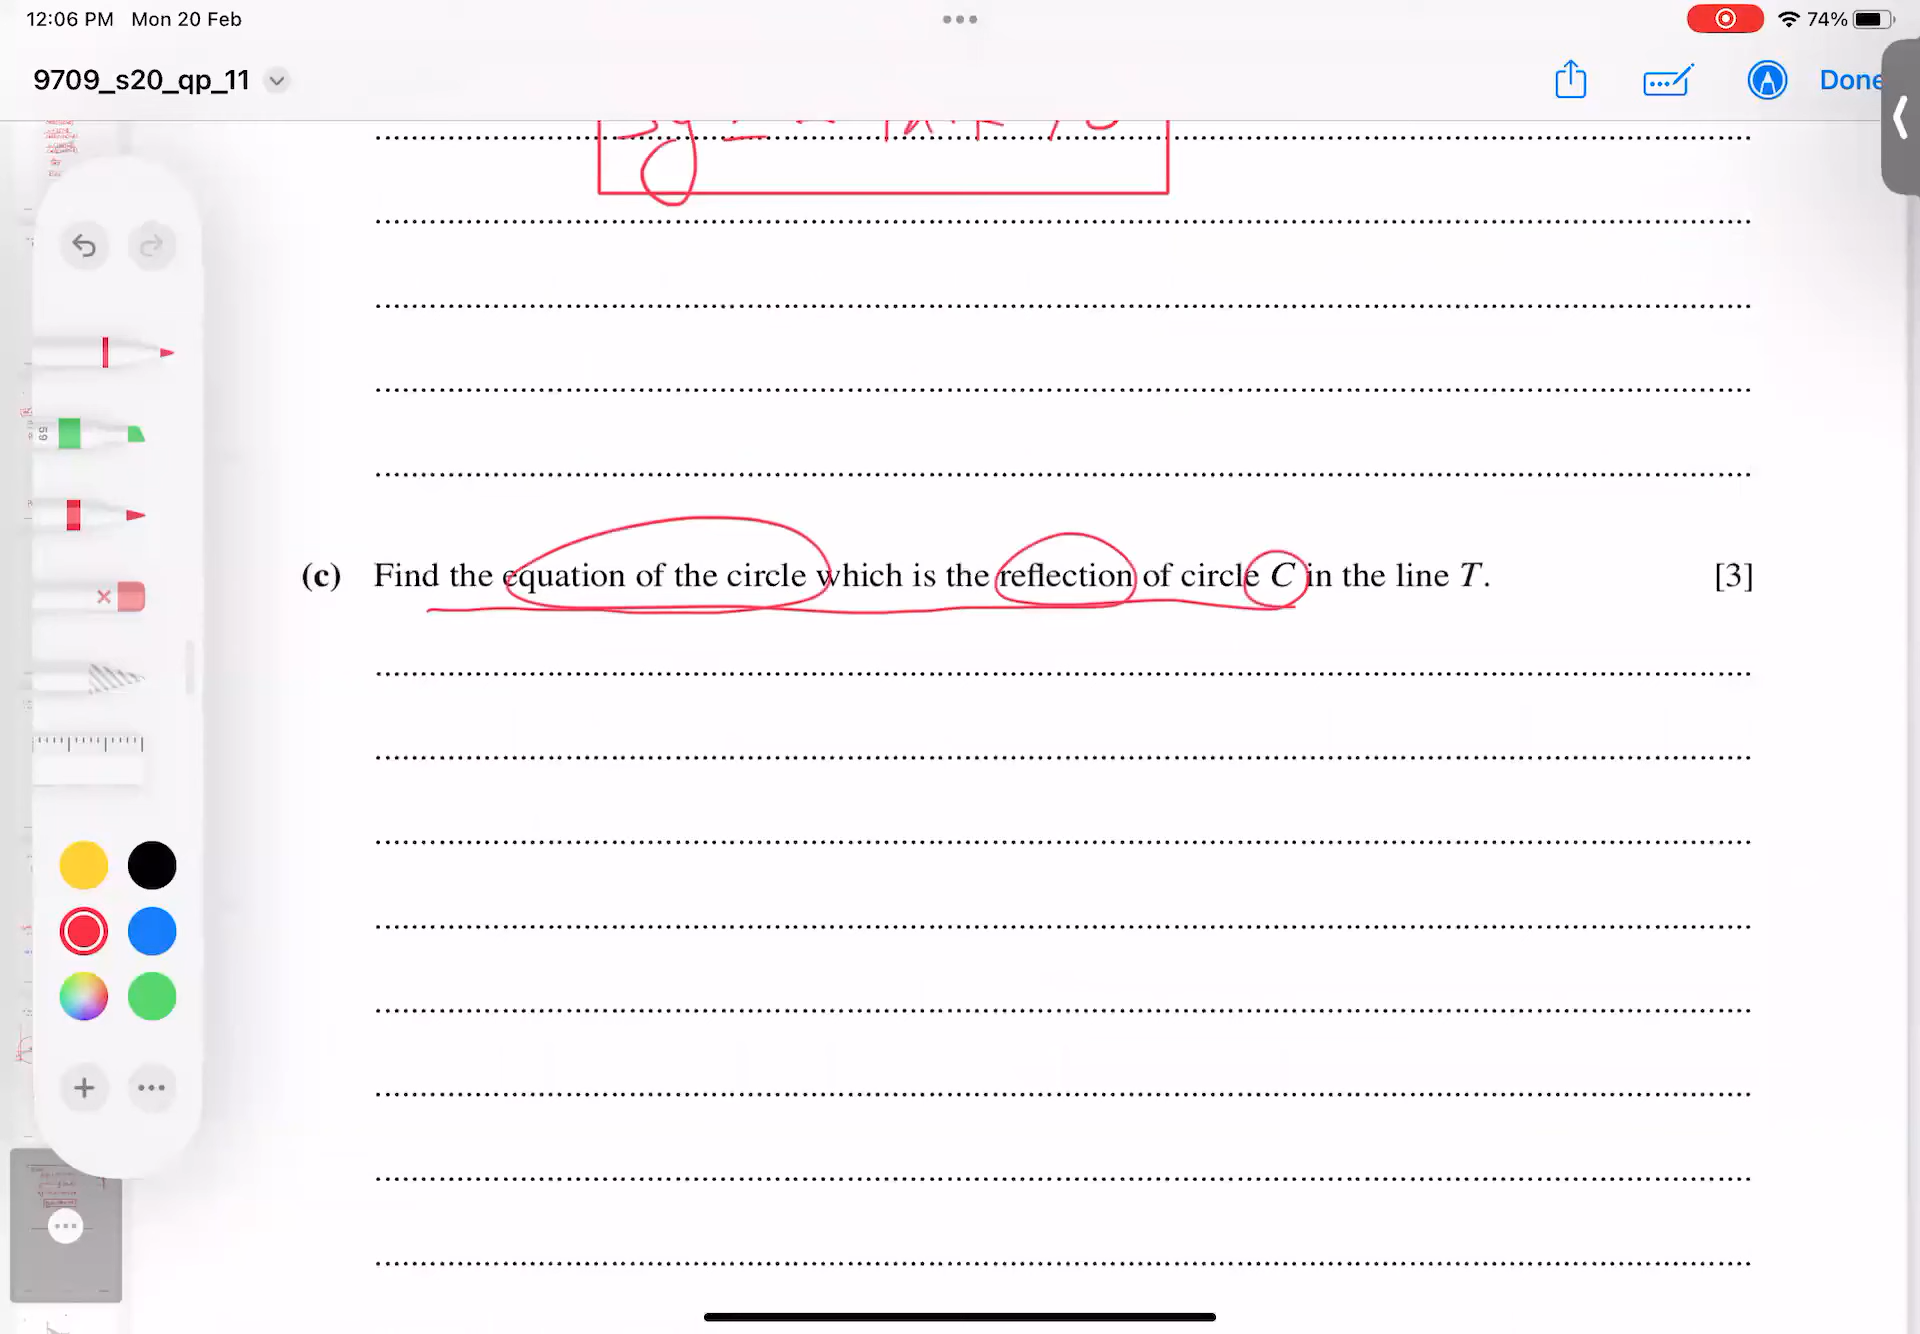 12:06 PM Mon 20 Feb
74%
9709_s20_qp_11
Done
59
(c) Find the equation of the circle which is the reflection of circle C in the line T. [3]